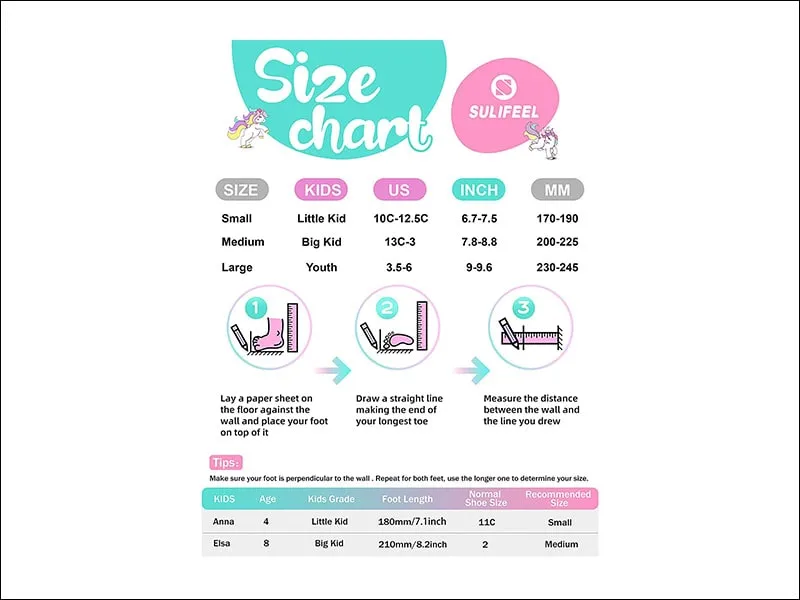 Size
chart
SULIFEEL
SIZE KIDS US INCH MM
Small Little Kid 10C-12.5C 6.7-7.5 170-190
Medium Big Kid 13C-3 7.8-8.8 200-225
Large Youth 3.5-6 9-9.6 230-245
1 2 3
Lay a paper sheet on
the floor against the
wall and place your foot
on top of it
Draw a straight line
making the end of
your longest toe
Measure the distance
between the wall and
the line you drew
Tips:
Make sure your foot is perpendicular to the wall . Repeat for both feet, use the longer one to determine your size.
KIDS Age Kids Grade Foot Length Normal Shoe Size Recommended Size
Anna 4 Little Kid 180mm/7.1inch 11C Small
Elsa 8 Big Kid 210mm/8.2inch 2 Medium